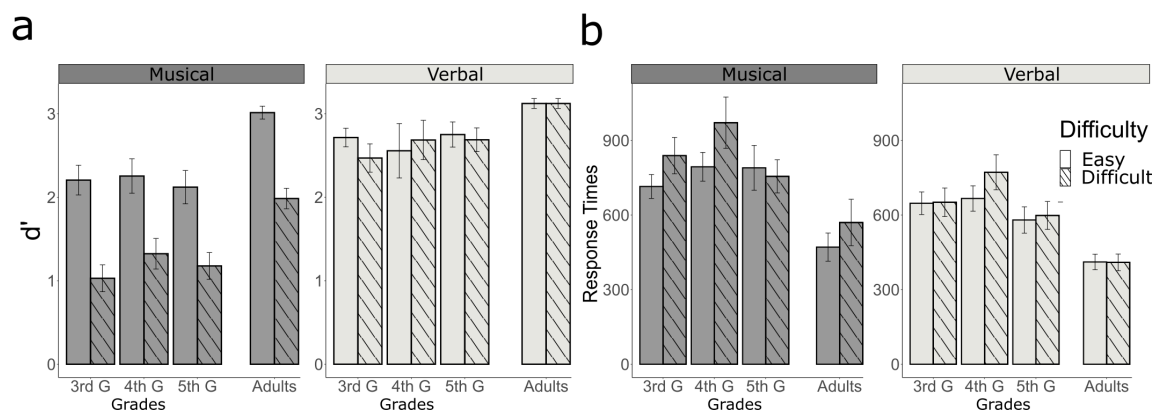 a
Musical
Verbal
d'
3
2
1
0
3
2
1
0
3rd G 4th G 5th G Adults
Grades
3rd G 4th G 5th G Adults
Grades
b
Musical
Verbal
Response Times
900
600
300
0
900
600
300
0
Difficulty
Easy
Difficult
3rd G 4th G 5th G Adults
Grades
3rd G 4th G 5th G Adults
Grades